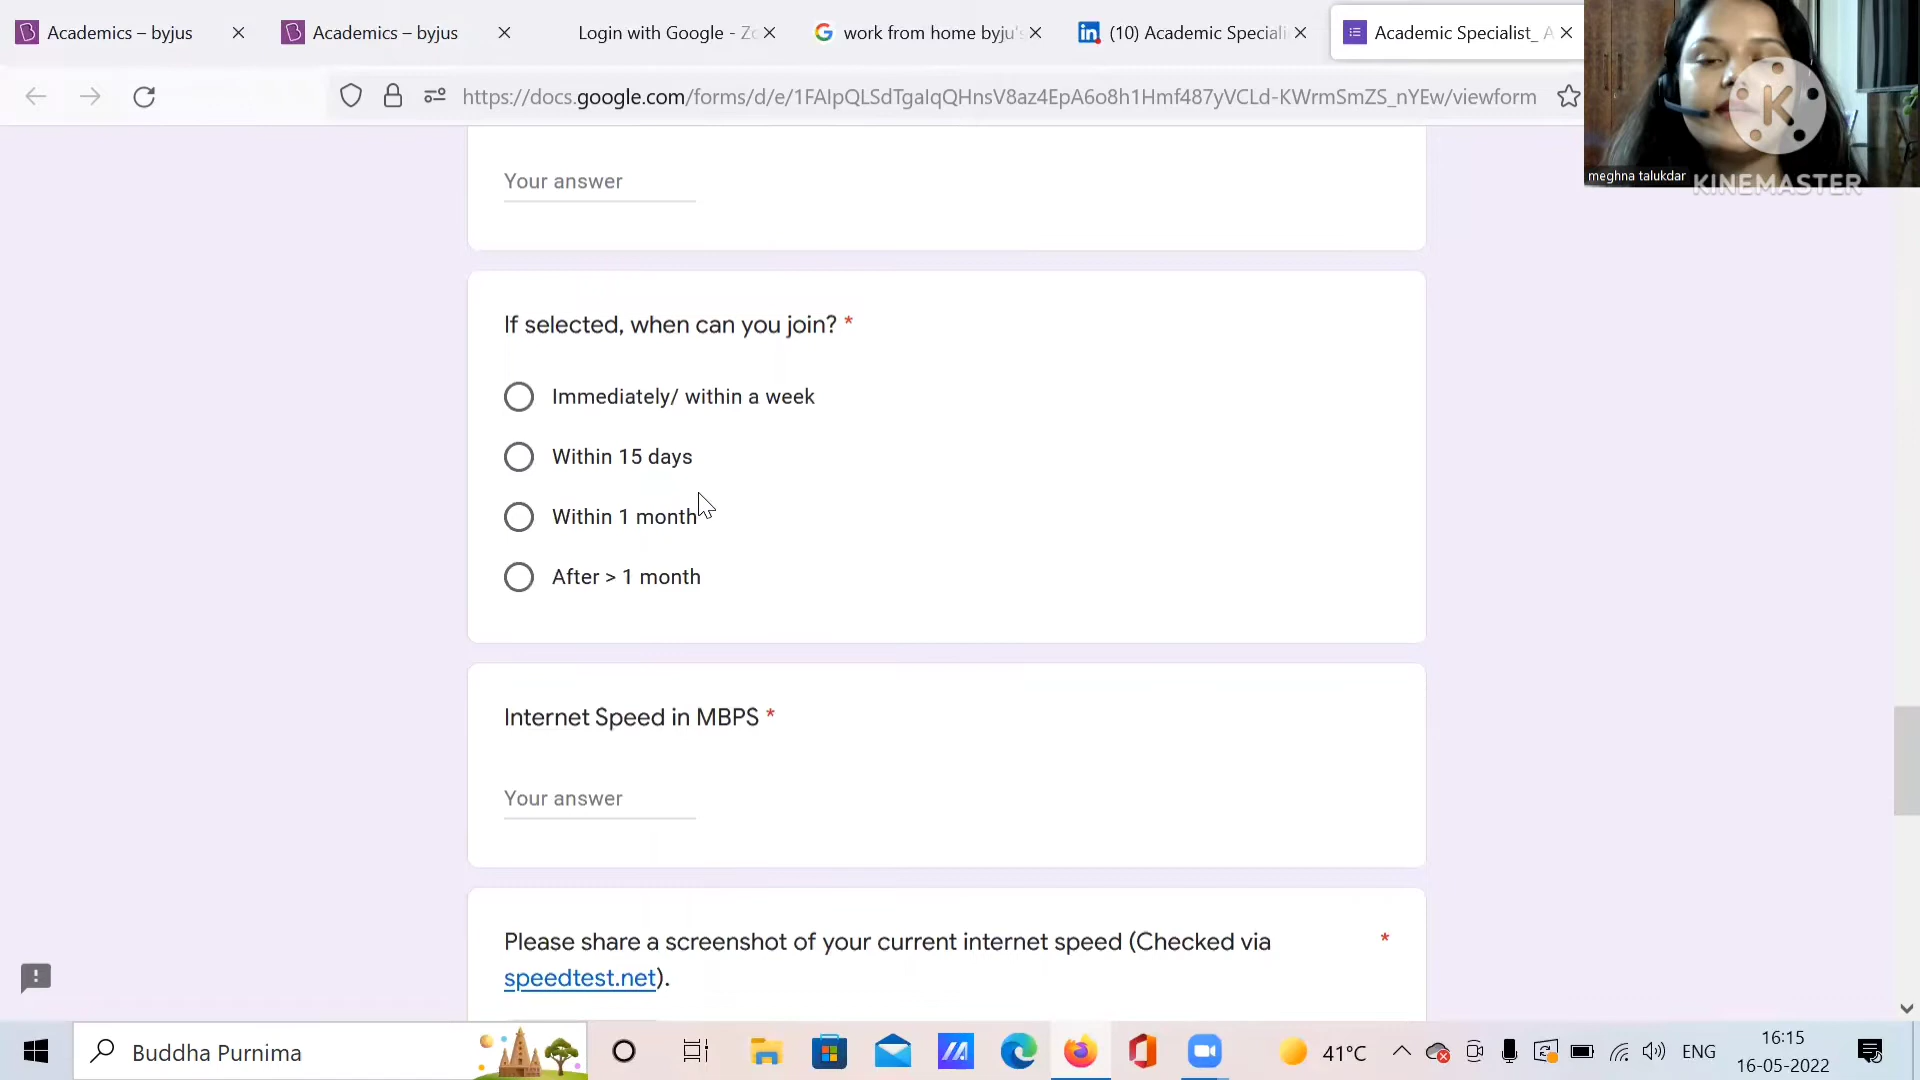 Academics – byjus
Academics – byjus
Login with Google - Zo
work from home byju's
(10) Academic Speciali
Academic Specialist_ A
https://docs.google.com/forms/d/e/1FAIpQLSdTgaIqQHnsV8az4EpA6o8h1Hmf487yVCLd-KWrmSmZS_nYEw/viewform
K
meghna talukdar
KINEMASTER
Your answer
If selected, when can you join? *
Immediately/ within a week
Within 15 days
Within 1 month
After > 1 month
Internet Speed in MBPS *
Your answer
Please share a screenshot of your current internet speed (Checked via *
speedtest.net).
Buddha Purnima
41°C
ENG
16:15
16-05-2022